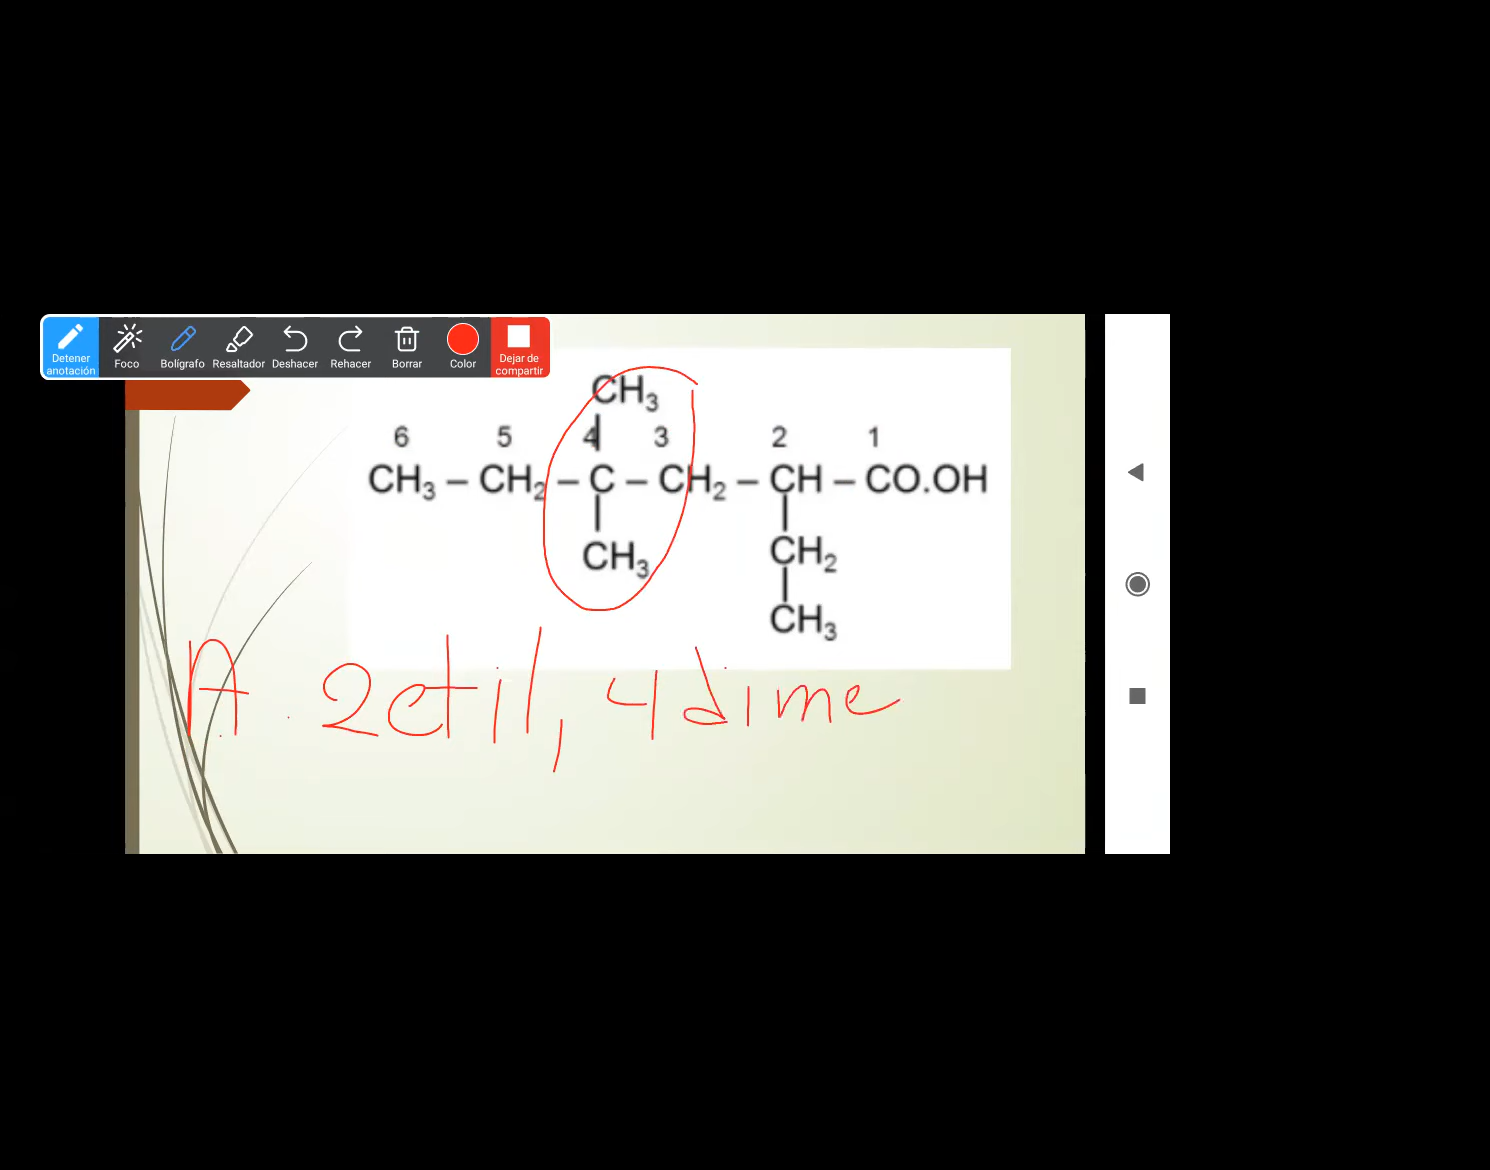 Detener anotación Foco Bolígrafo Resaltador Deshacer Rehacer Borrar Color Dejar de compartir
CH₃
6 5 4 3 2 1
CH₃ – CH₂ – C – CH₂ – CH – CO.OH
CH₃ CH₂
CH₃
A. 2etil, 4dime